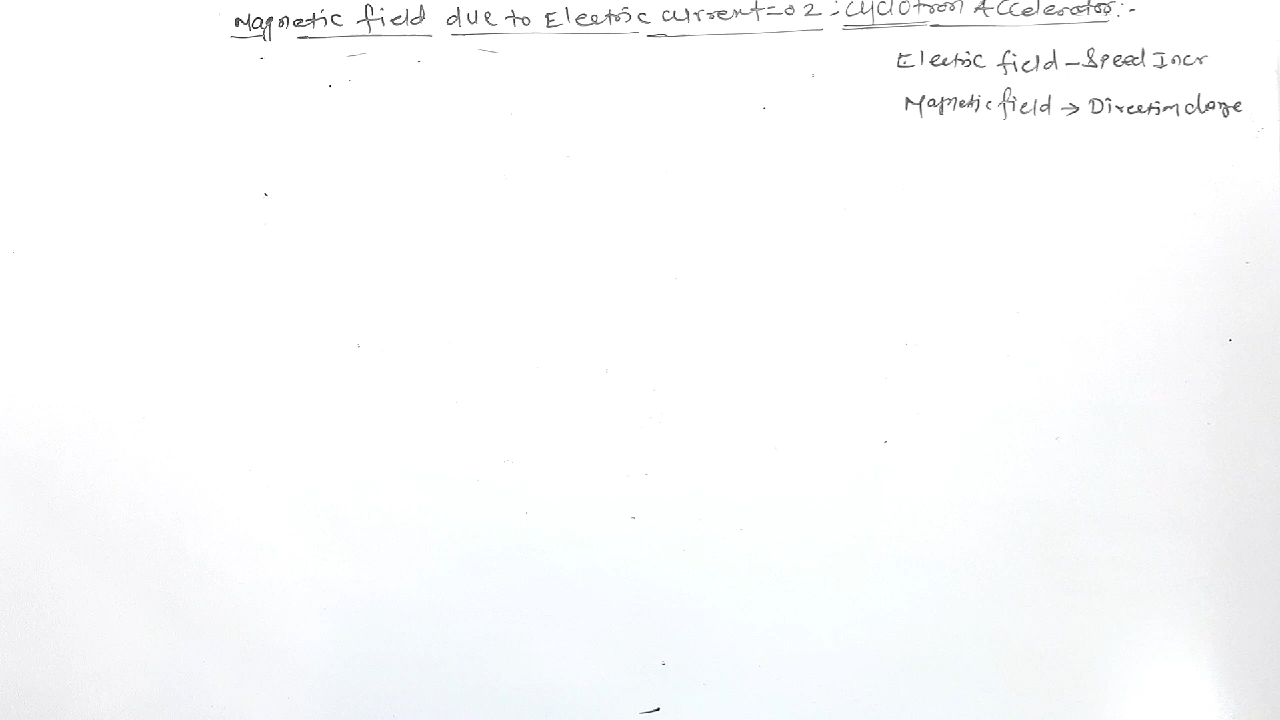 Magnetic field due to Electric current=02: Cyclotron Accelerator:-
Electric field - Speed Incr
Magnetic field → Direction change